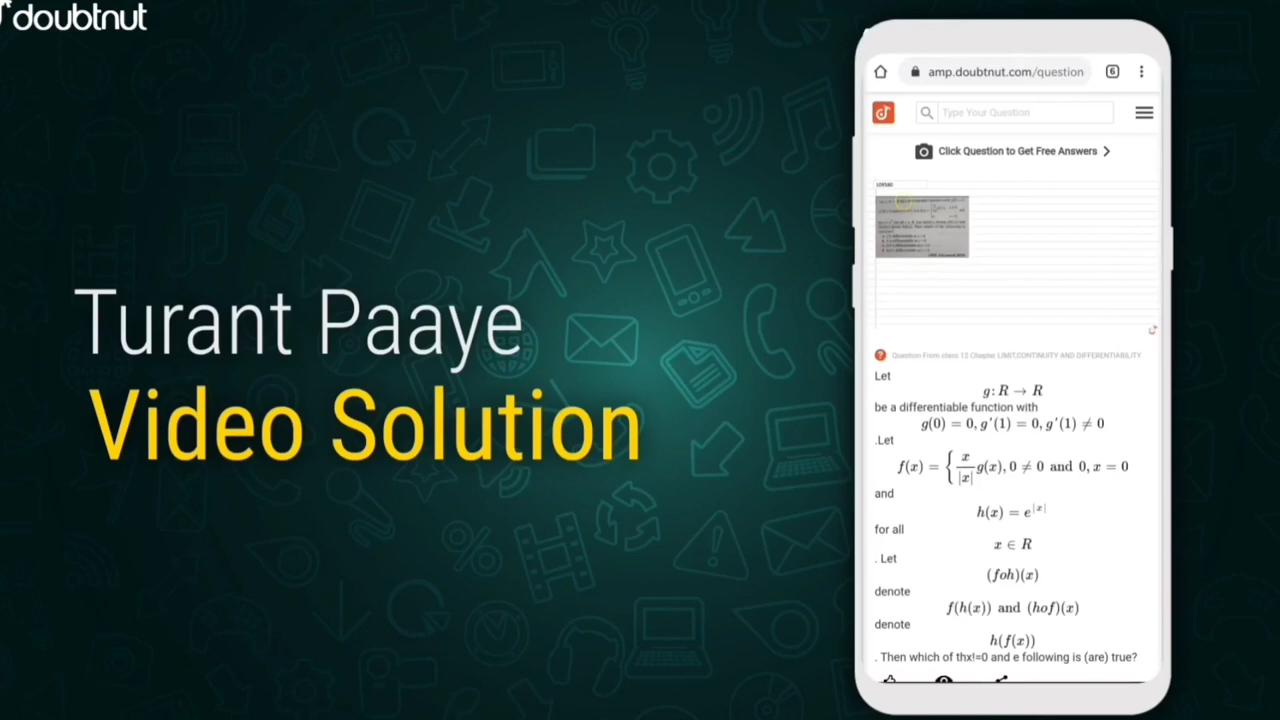 doubtnut
Turant Paaye
Video Solution
amp.doubtnut.com/question
6
Type Your Question
Click Question to Get Free Answers
109580
Question From class 12 Chapter LIMIT,CONTINUITY AND DIFFERENTIABILITY
Let
g: R → R
be a differentiable function with
g(0) = 0, g'(1) = 0, g'(1) ≠ 0
.Let
f(x) = { x/|x| g(x), 0 ≠ 0 and 0, x = 0
and
h(x) = e^|x|
for all
x ∈ R
. Let
(foh)(x)
denote
f(h(x)) and (hof)(x)
denote
h(f(x))
. Then which of thx!=0 and e following is (are) true?